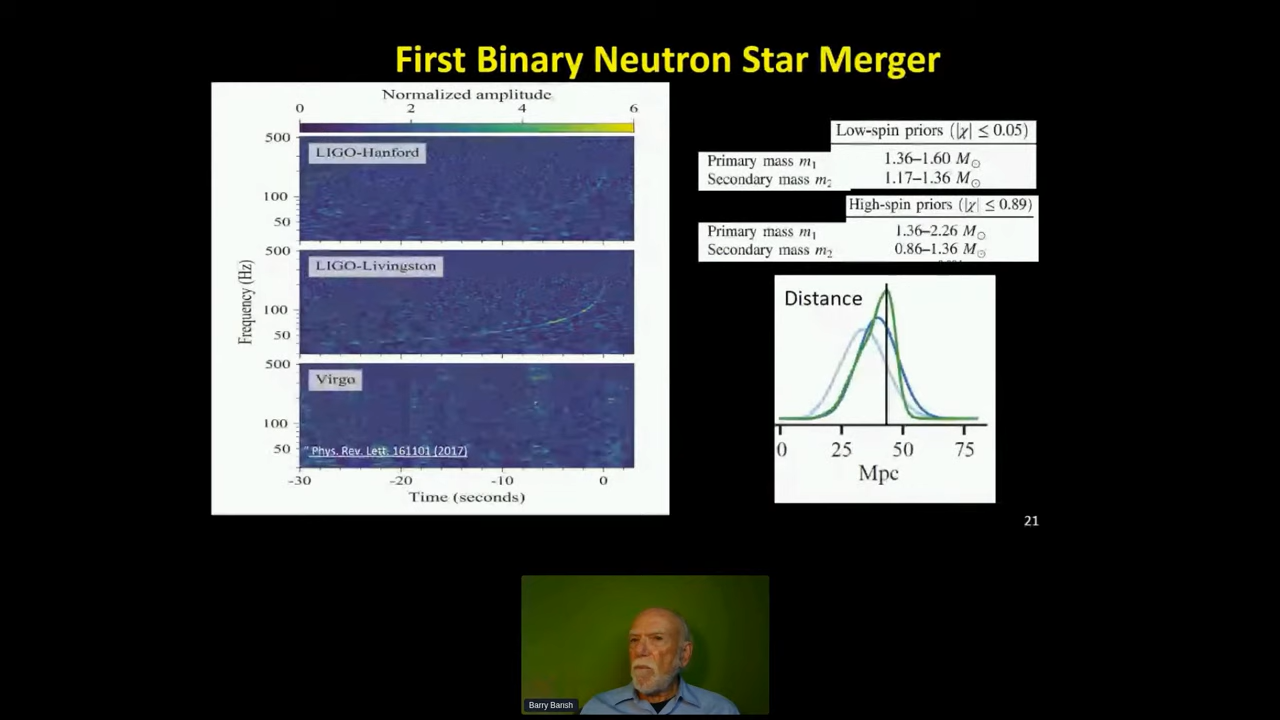 First Binary Neutron Star Merger
Normalized amplitude
0 2 4 6
500
LIGO-Hanford
100
50
500
LIGO-Livingston
100
50
Frequency (Hz)
500
Virgo
100
50
Phys. Rev. Lett. 161101 (2017)
-30 -20 -10 0
Time (seconds)
Low-spin priors (|χ| ≤ 0.05)
Primary mass m1 1.36–1.60 M⊙
Secondary mass m2 1.17–1.36 M⊙
High-spin priors (|χ| ≤ 0.89)
Primary mass m1 1.36–2.26 M⊙
Secondary mass m2 0.86–1.36 M⊙
Distance
0 25 50 75
Mpc
21
Barry Barish